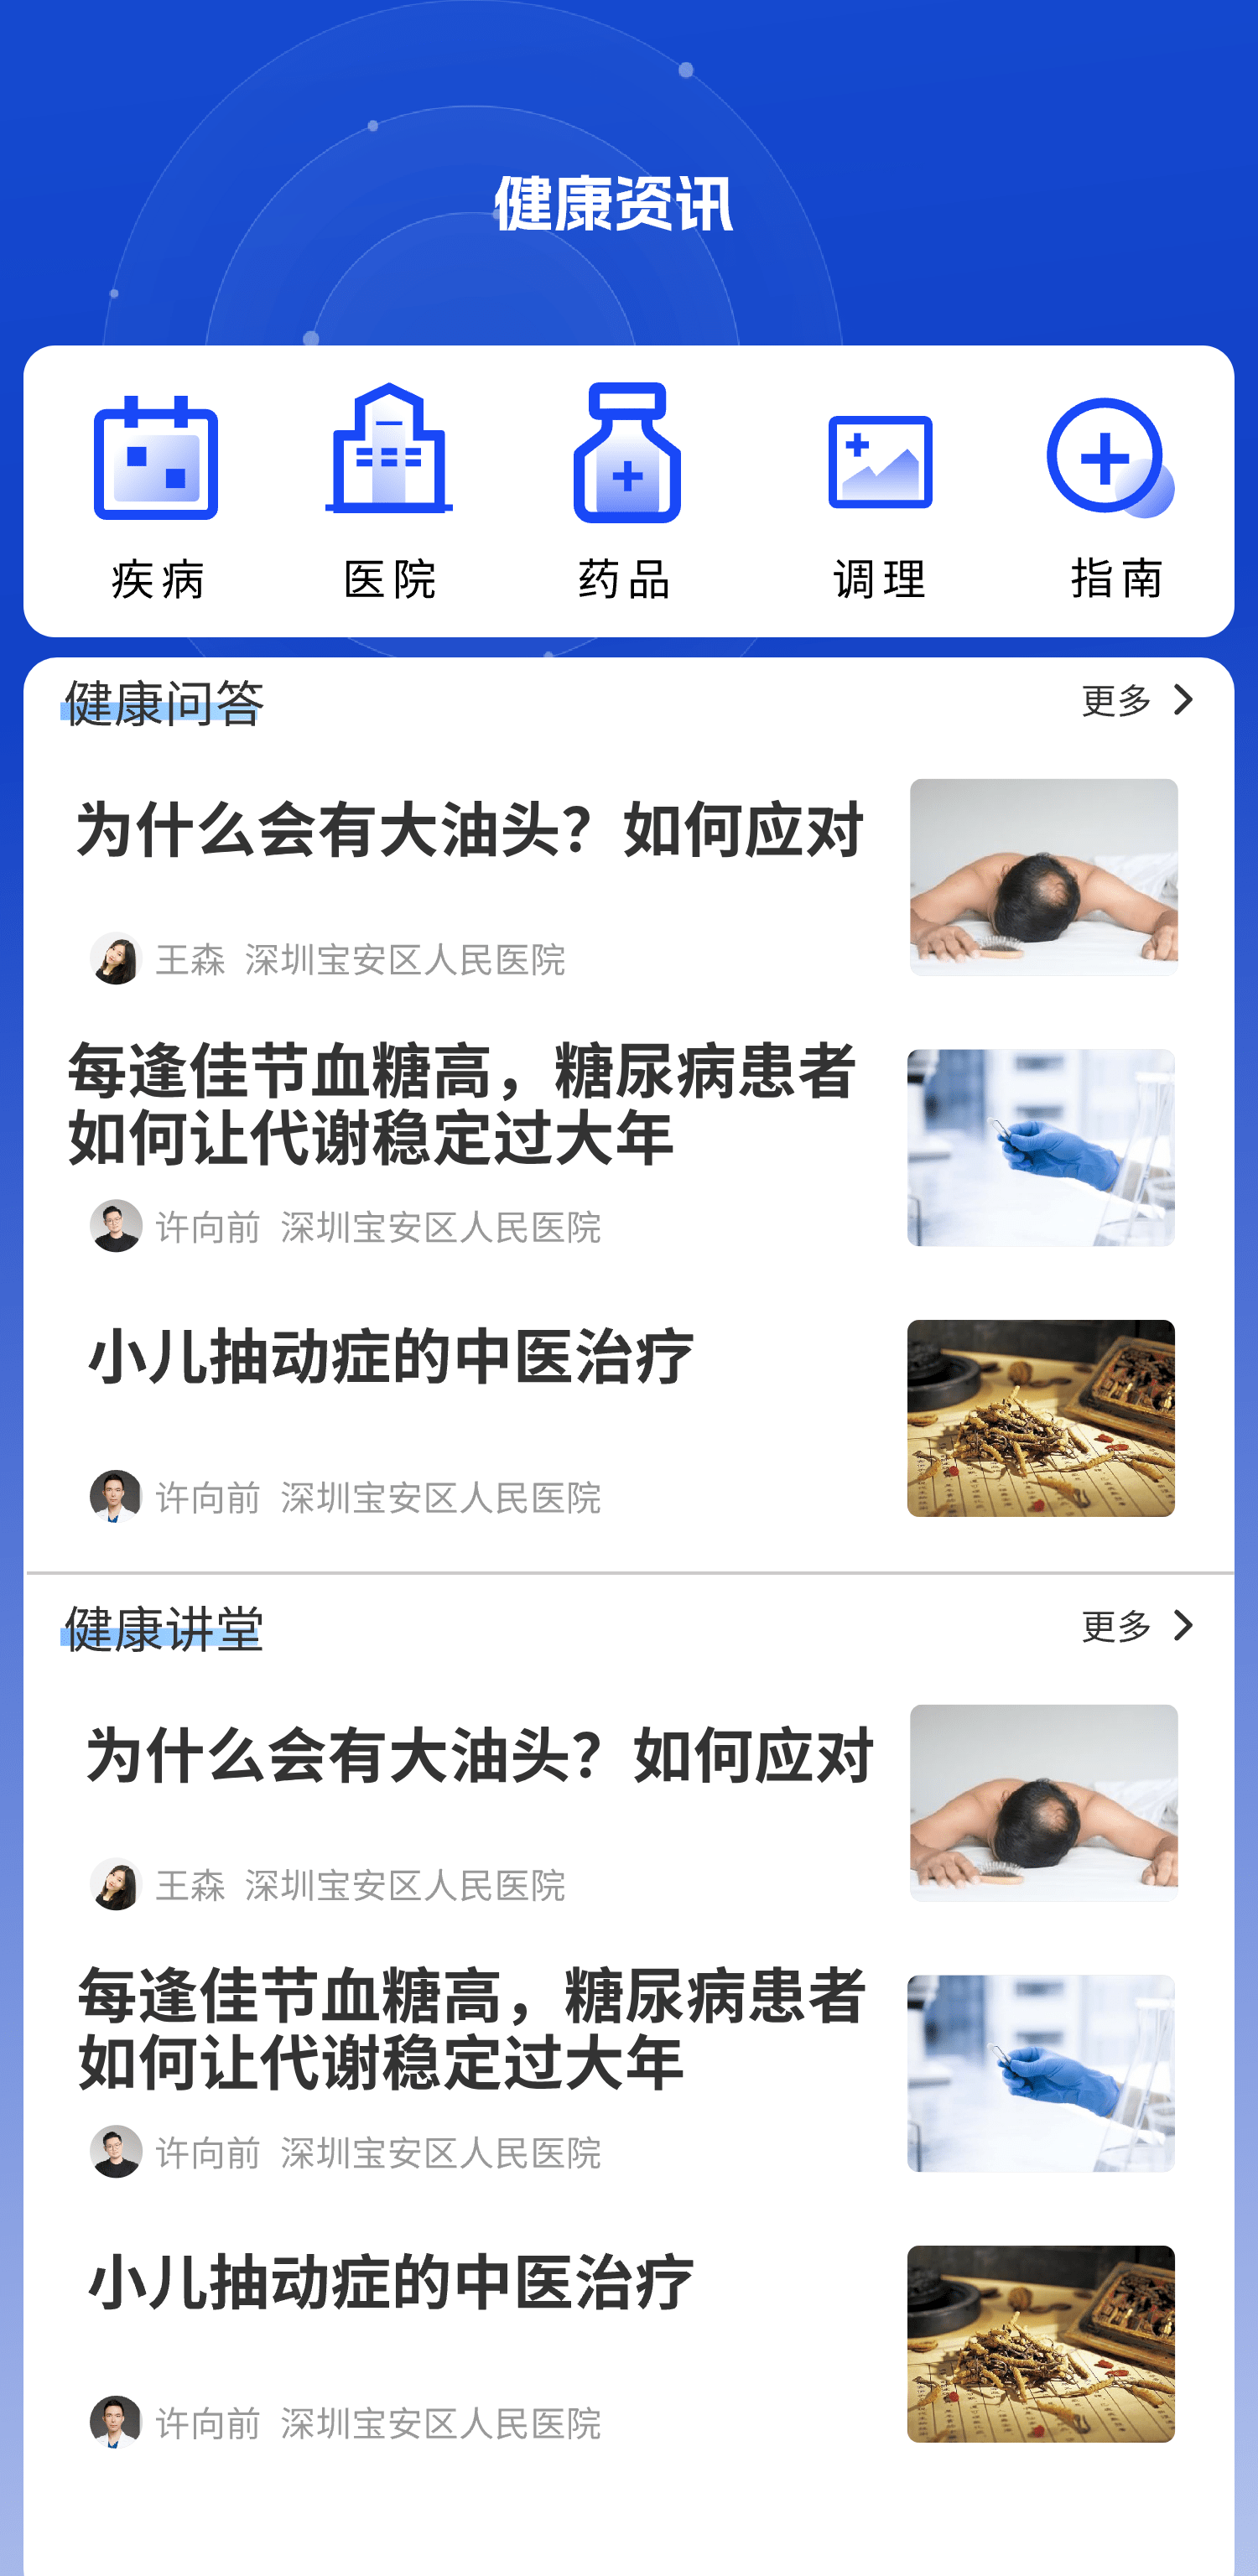 健康资讯
疾病 医院 药品 调理 指南
健康问答 更多
为什么会有大油头？如何应对
王森 深圳宝安区人民医院
每逢佳节血糖高，糖尿病患者
如何让代谢稳定过大年
许向前 深圳宝安区人民医院
小儿抽动症的中医治疗
许向前 深圳宝安区人民医院
健康讲堂 更多
为什么会有大油头？如何应对
王森 深圳宝安区人民医院
每逢佳节血糖高，糖尿病患者
如何让代谢稳定过大年
许向前 深圳宝安区人民医院
小儿抽动症的中医治疗
许向前 深圳宝安区人民医院